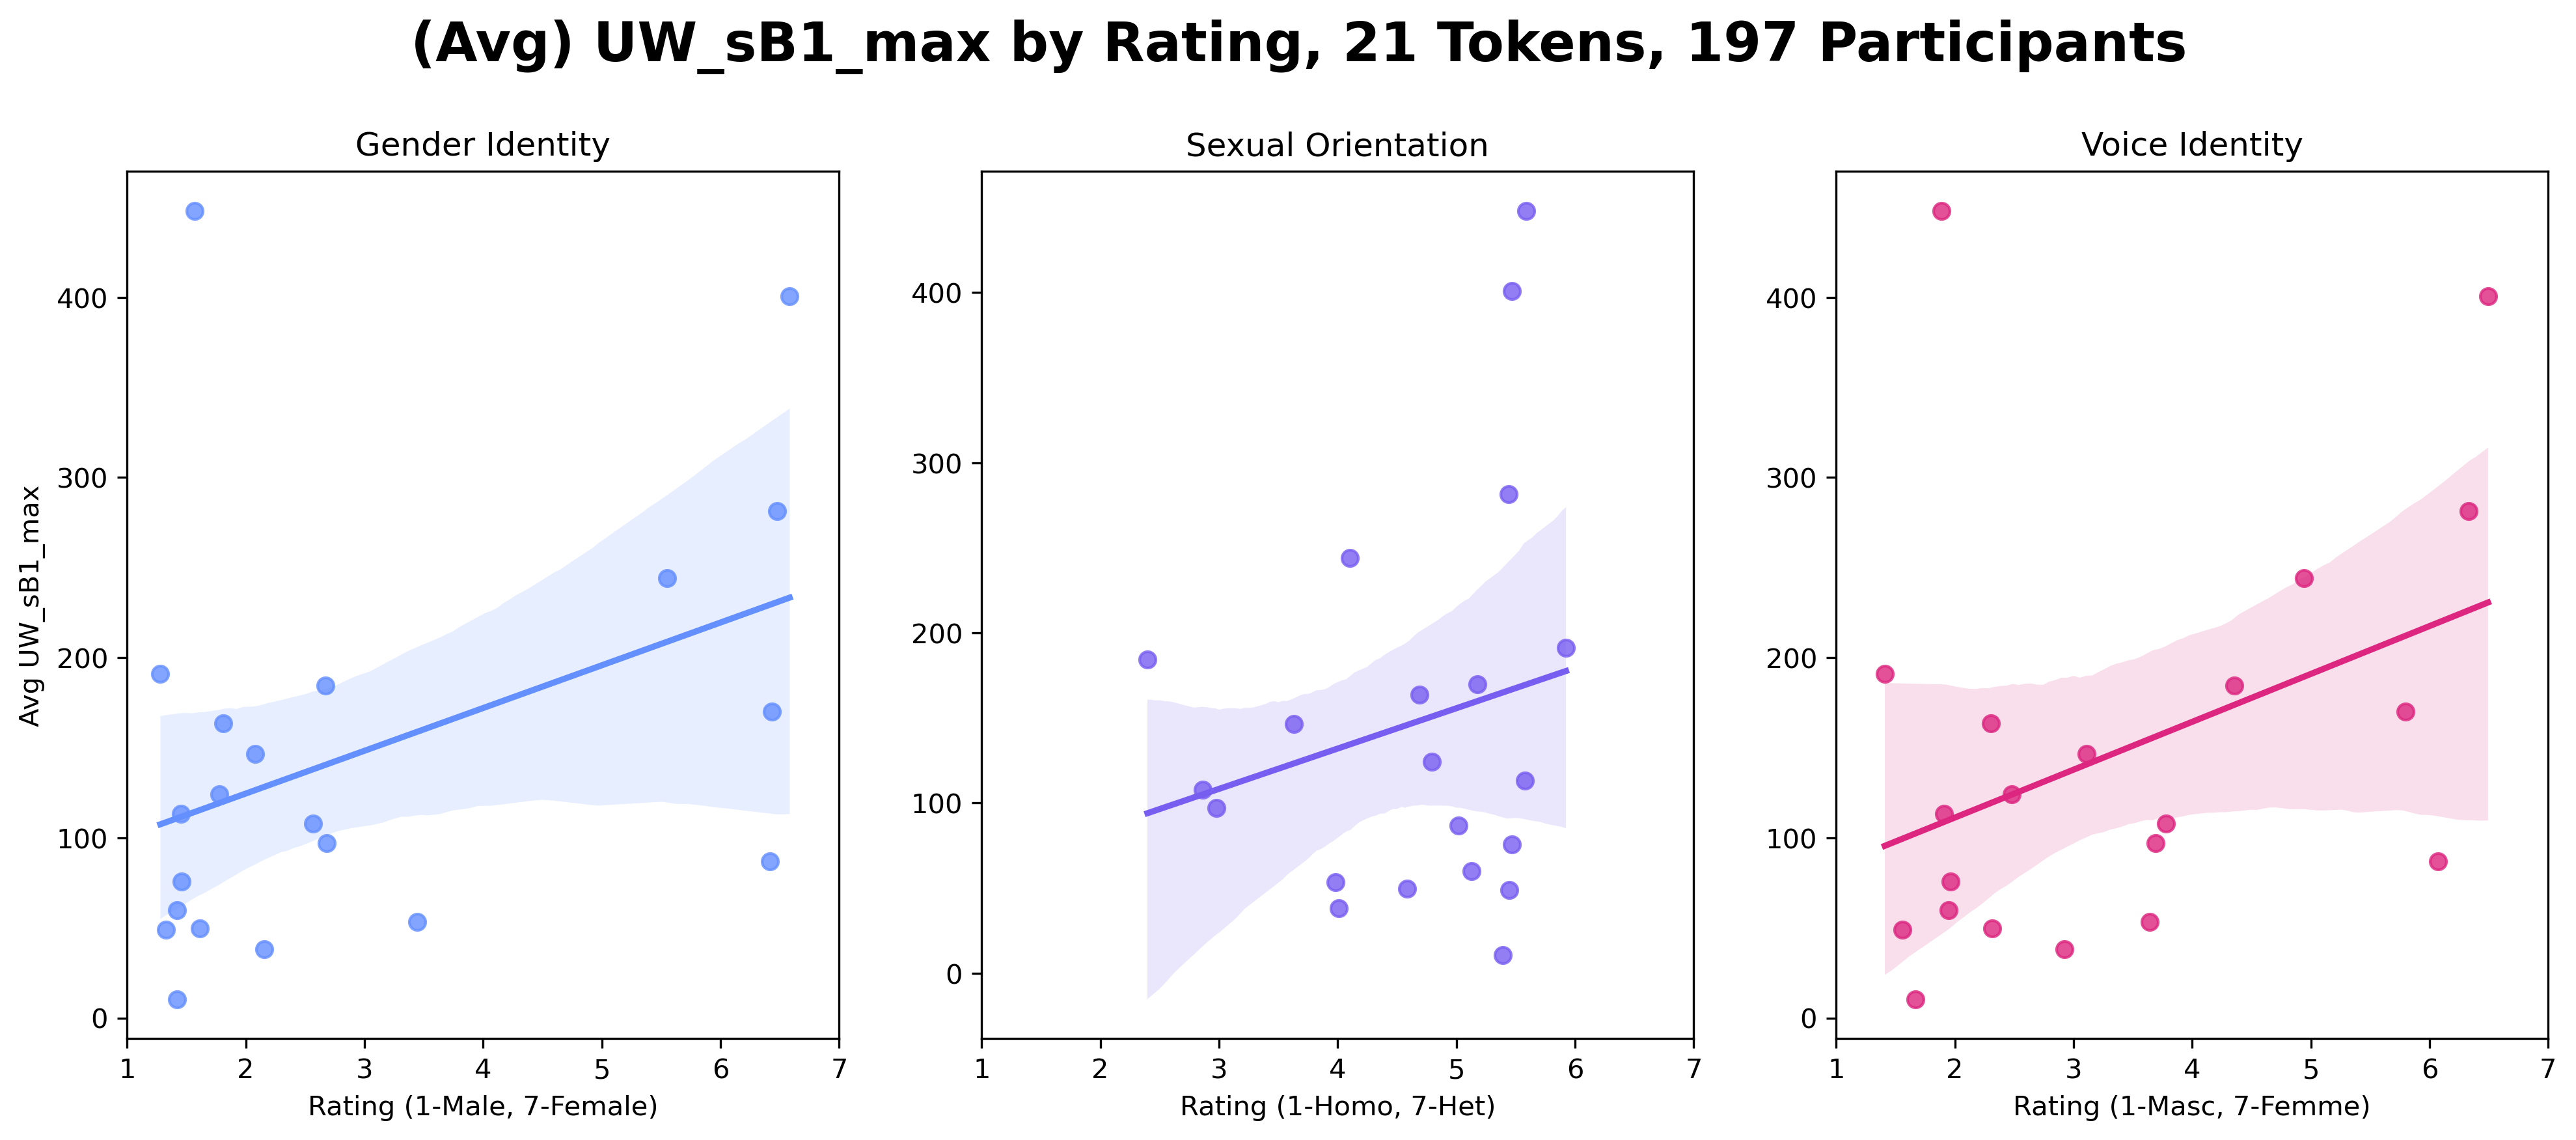 (Avg) UW_sB1_max by Rating, 21 Tokens, 197 Participants
Gender Identity
Avg UW_sB1_max
400
300
200
100
0
1 2 3 4 5 6 7
Rating (1-Male, 7-Female)
Sexual Orientation
400
300
200
100
0
1 2 3 4 5 6 7
Rating (1-Homo, 7-Het)
Voice Identity
400
300
200
100
0
1 2 3 4 5 6 7
Rating (1-Masc, 7-Femme)